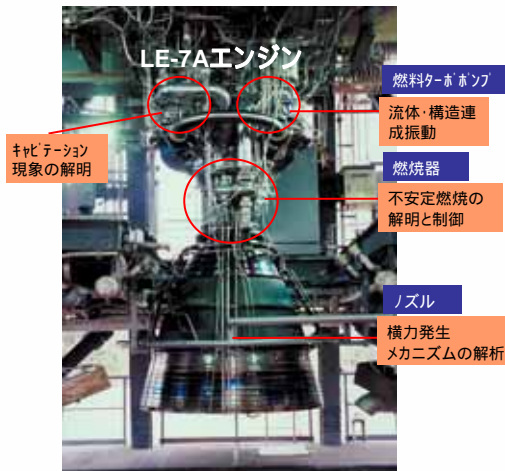 LE-7Aエンジン
燃料ターボポンプ
流体・構造連
成振動
キャビテーション
現象の解明
燃焼器
不安定燃焼の
解明と制御
ノズル
横力発生
メカニズムの解析